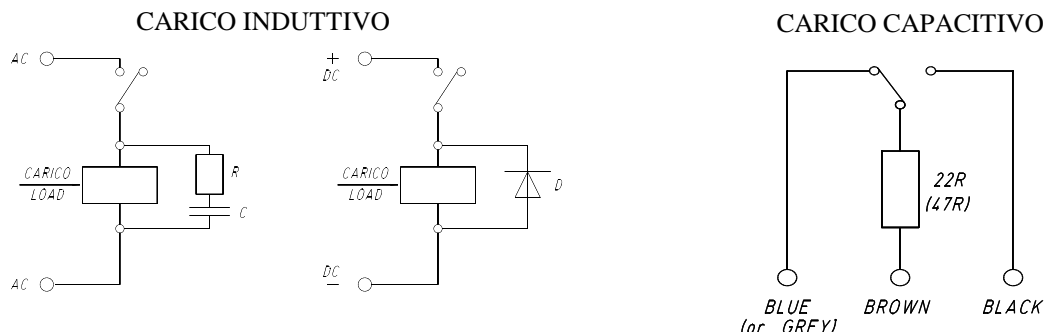 CARICO INDUTTIVO
AC
CARICO
LOAD
R
C
AC
+
DC
CARICO
LOAD
D
DC
–
CARICO CAPACITIVO
22R
(47R)
BLUE
(or GREY)
BROWN
BLACK